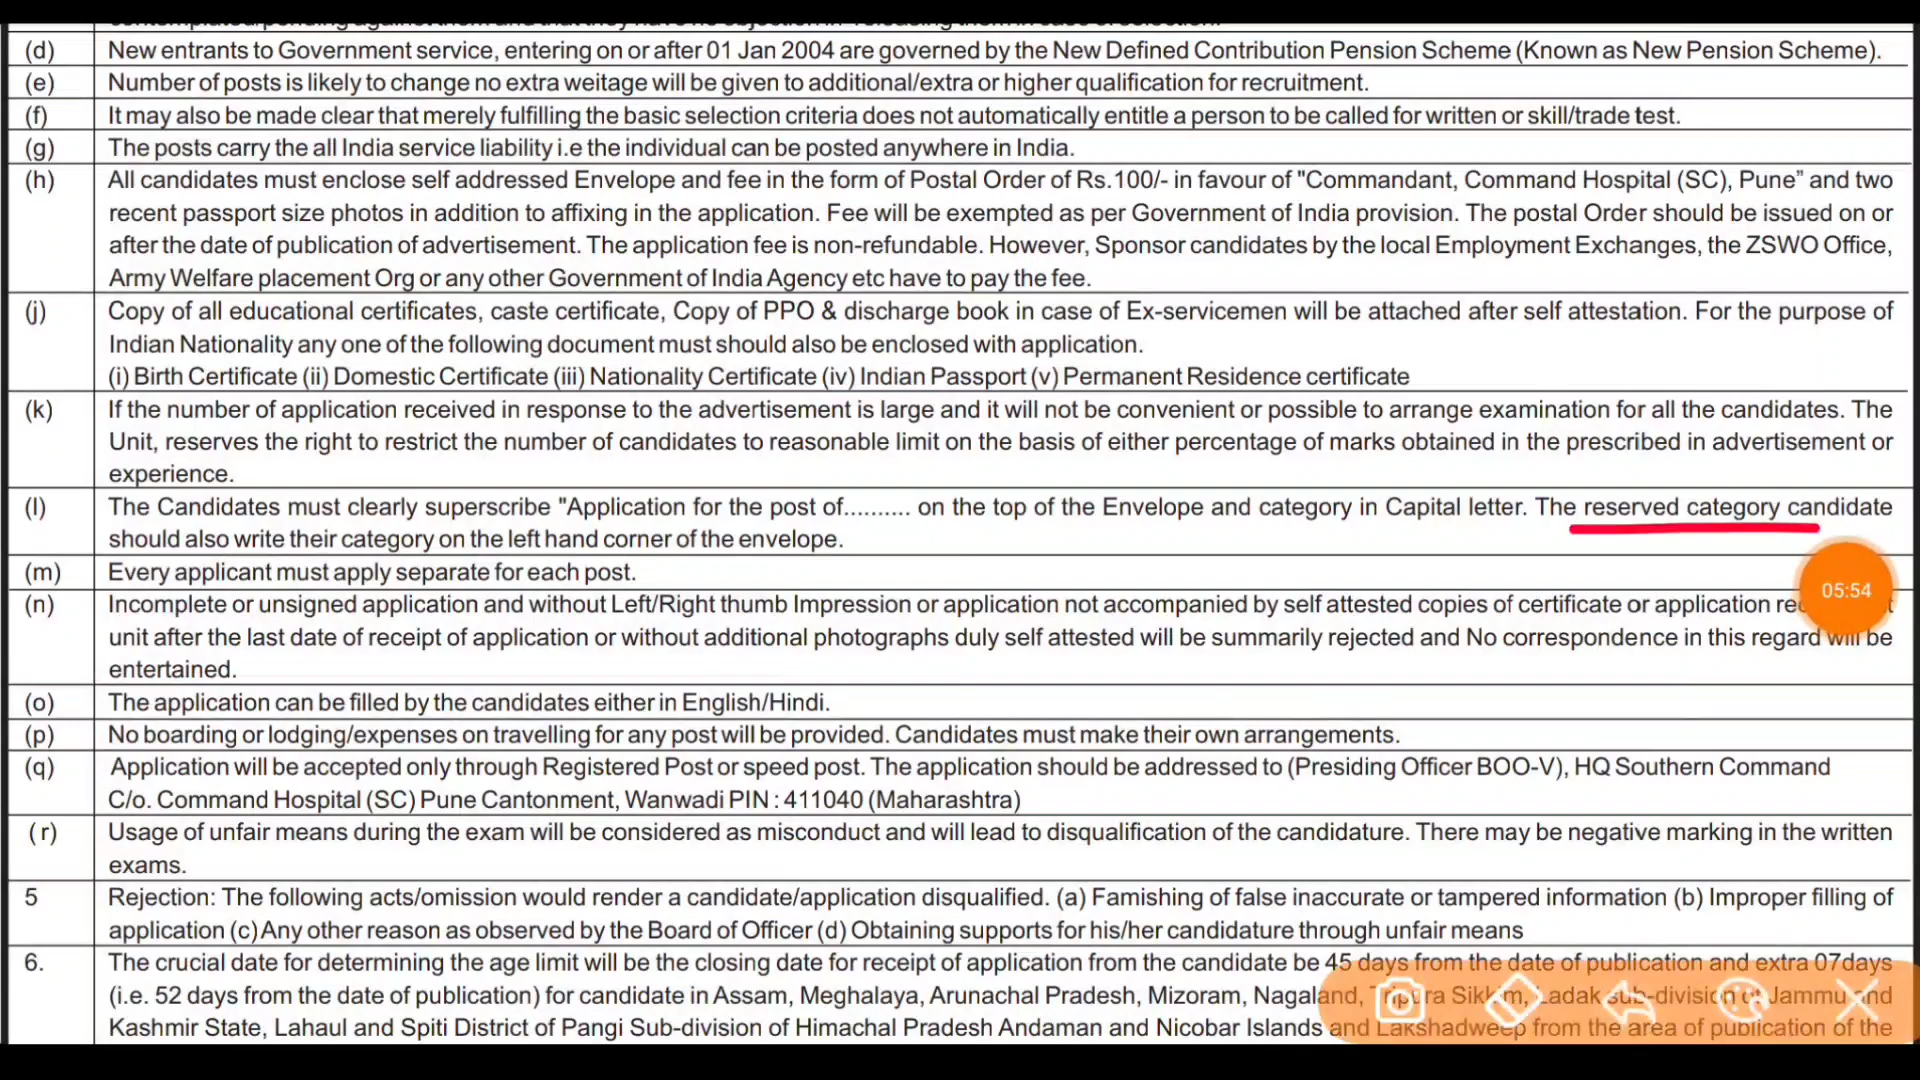 (d) New entrants to Government service, entering on or after 01 Jan 2004 are governed by the New Defined Contribution Pension Scheme (Known as New Pension Scheme).
(e) Number of posts is likely to change no extra weitage will be given to additional/extra or higher qualification for recruitment.
(f) It may also be made clear that merely fulfilling the basic selection criteria does not automatically entitle a person to be called for written or skill/trade test.
(g) The posts carry the all India service liability i.e the individual can be posted anywhere in India.
(h) All candidates must enclose self addressed Envelope and fee in the form of Postal Order of Rs.100/- in favour of "Commandant, Command Hospital (SC), Pune” and two
recent passport size photos in addition to affixing in the application. Fee will be exempted as per Government of India provision. The postal Order should be issued on or
after the date of publication of advertisement. The application fee is non-refundable. However, Sponsor candidates by the local Employment Exchanges, the ZSWO Office,
Army Welfare placement Org or any other Government of India Agency etc have to pay the fee.
(j) Copy of all educational certificates, caste certificate, Copy of PPO & discharge book in case of Ex-servicemen will be attached after self attestation. For the purpose of
Indian Nationality any one of the following document must should also be enclosed with application.
(i) Birth Certificate (ii) Domestic Certificate (iii) Nationality Certificate (iv) Indian Passport (v) Permanent Residence certificate
(k) If the number of application received in response to the advertisement is large and it will not be convenient or possible to arrange examination for all the candidates. The
Unit, reserves the right to restrict the number of candidates to reasonable limit on the basis of either percentage of marks obtained in the prescribed in advertisement or
experience.
(l) The Candidates must clearly superscribe "Application for the post of.......... on the top of the Envelope and category in Capital letter. The reserved category candidate
should also write their category on the left hand corner of the envelope.
(m) Every applicant must apply separate for each post.
(n) Incomplete or unsigned application and without Left/Right thumb Impression or application not accompanied by self attested copies of certificate or application
05:54
unit after the last date of receipt of application or without additional photographs duly self attested will be summarily rejected and No correspondence in this regard will be
entertained.
(o) The application can be filled by the candidates either in English/Hindi.
(p) No boarding or lodging/expenses on travelling for any post will be provided. Candidates must make their own arrangements.
(q) Application will be accepted only through Registered Post or speed post. The application should be addressed to (Presiding Officer BOO-V), HQ Southern Command
C/o. Command Hospital (SC) Pune Cantonment, Wanwadi PIN : 411040 (Maharashtra)
(r) Usage of unfair means during the exam will be considered as misconduct and will lead to disqualification of the candidature. There may be negative marking in the written
exams.
5 Rejection: The following acts/omission would render a candidate/application disqualified. (a) Famishing of false inaccurate or tampered information (b) Improper filling of
application (c) Any other reason as observed by the Board of Officer (d) Obtaining supports for his/her candidature through unfair means
6. The crucial date for determining the age limit will be the closing date for receipt of application from the candidate be 45 days from the date of publication and extra 07days
(i.e. 52 days from the date of publication) for candidate in Assam, Meghalaya, Arunachal Pradesh, Mizoram, Nagaland, Tripura Sikkim, Ladak sub-division of Jammu and
Kashmir State, Lahaul and Spiti District of Pangi Sub-division of Himachal Pradesh Andaman and Nicobar Islands and Lakshadweep from the area of publication of the